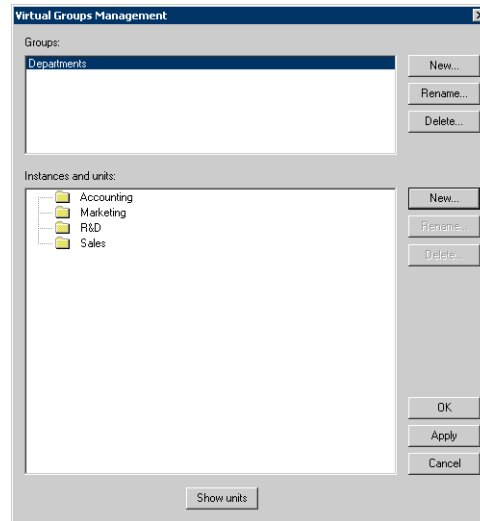 Virtual Groups Management
Groups:
Departments
New...
Rename...
Delete...
Instances and units:
Accounting
Marketing
R&D
Sales
New...
Rename...
Delete...
OK
Apply
Cancel
Show units